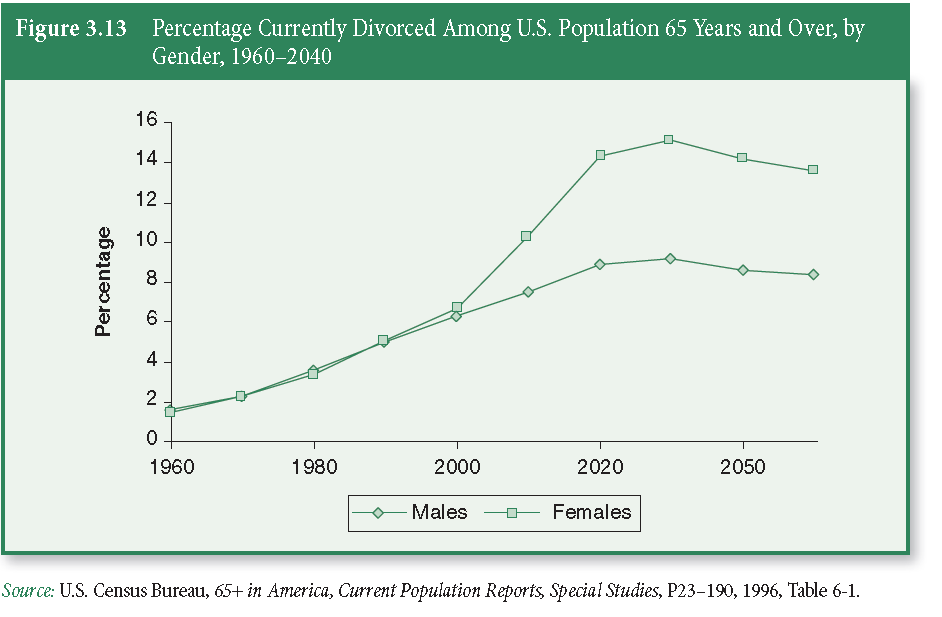 Figure 3.13 Percentage Currently Divorced Among U.S. Population 65 Years and Over, by
Gender, 1960–2040
Percentage
16
14
12
10
8
6
4
2
0
1960 1980 2000 2020 2050
Males Females
Source: U.S. Census Bureau, 65+ in America, Current Population Reports, Special Studies, P23–190, 1996, Table 6-1.